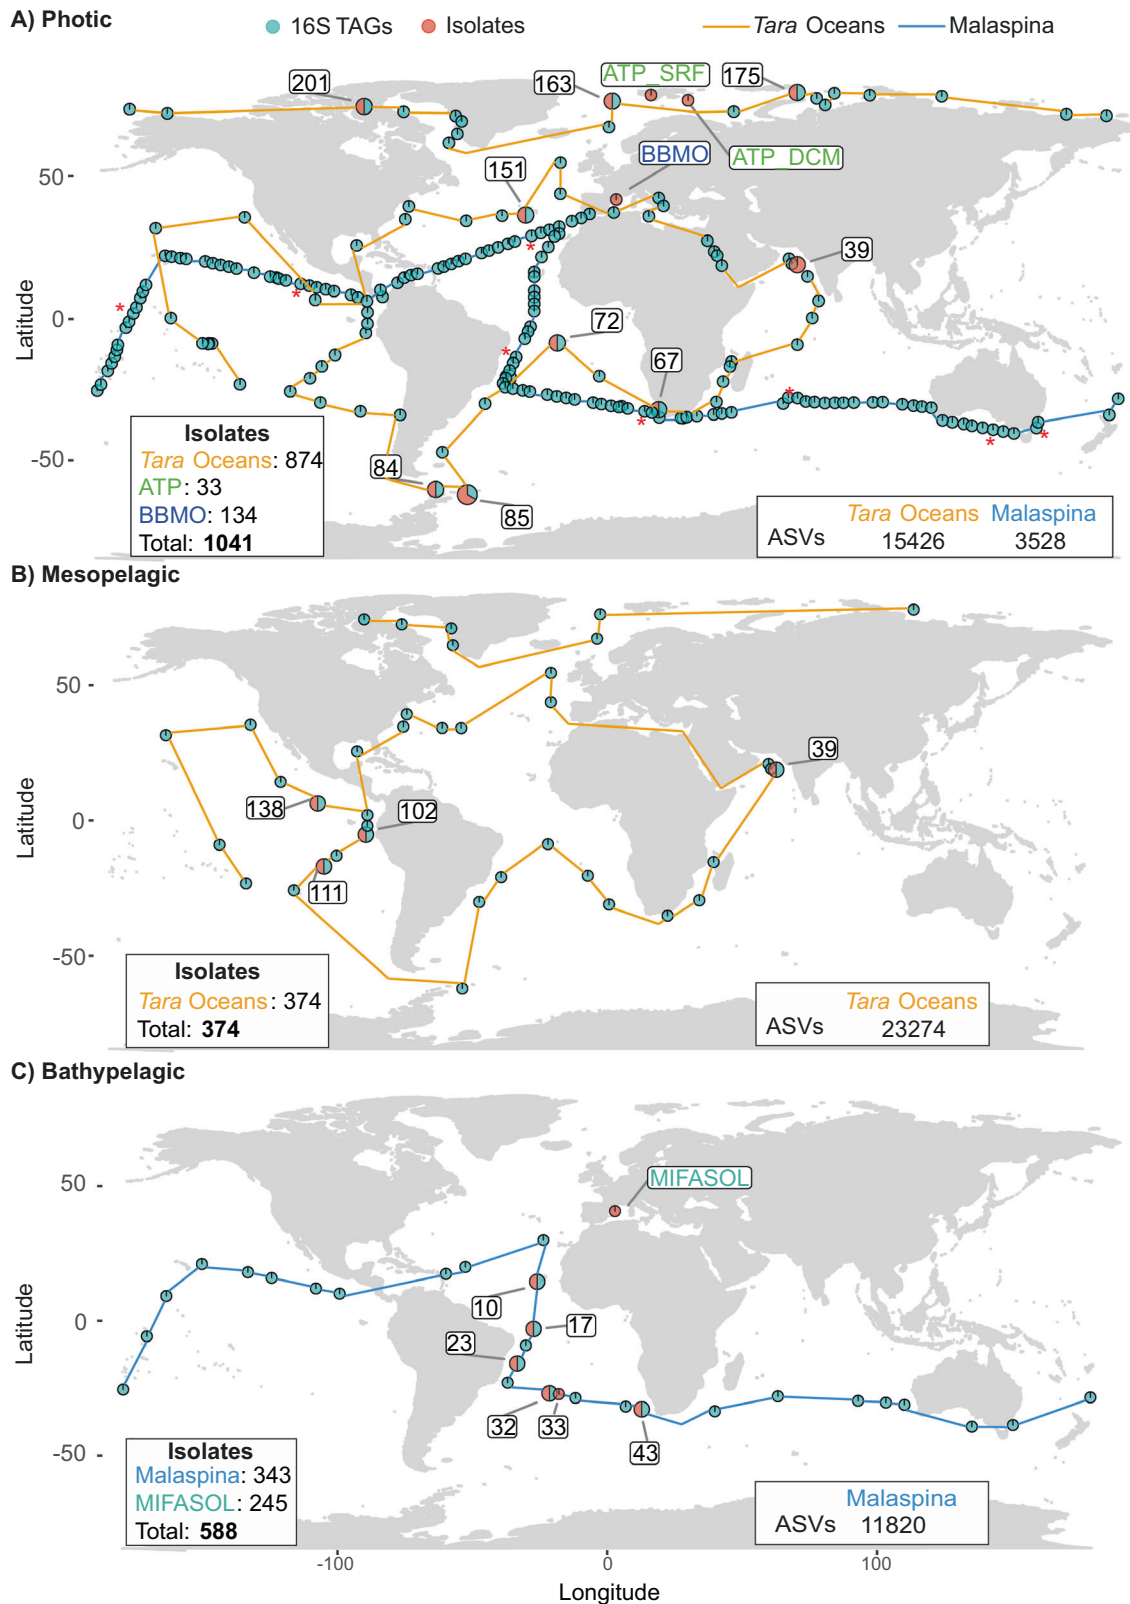 A) Photic
16S TAGs Isolates Tara Oceans Malaspina
201
163
ATP_SRF
175
BBMO
ATP_DCM
151
39
72
67
84
85
50
0
-50
Latitude
*
*
*
*
*
*
*
*
Isolates
Tara Oceans: 874
ATP: 33
BBMO: 134
Total: 1041
Tara Oceans Malaspina
ASVs 15426 3528
B) Mesopelagic
50
0
-50
Latitude
39
138
102
111
Isolates
Tara Oceans: 374
Total: 374
Tara Oceans
ASVs 23274
C) Bathypelagic
50
0
-50
Latitude
MIFASOL
10
17
23
32
33
43
Isolates
Malaspina: 343
MIFASOL: 245
Total: 588
Malaspina
ASVs 11820
-100 0 100
Longitude